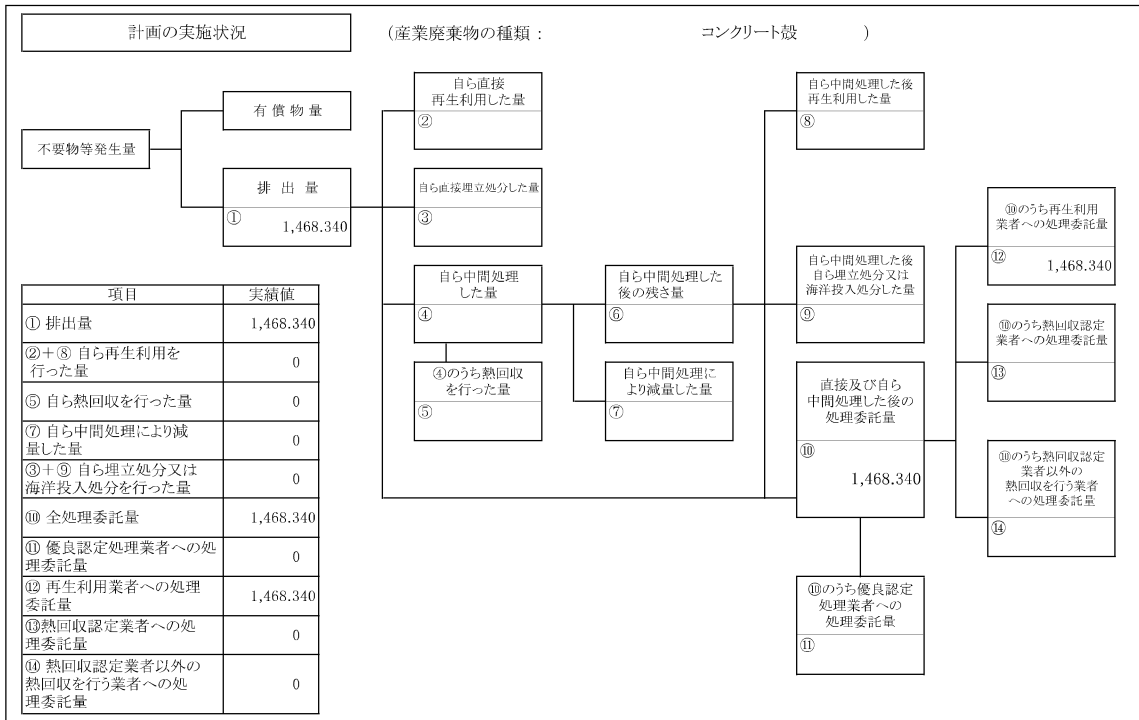 計画の実施状況
(産業廃棄物の種類： コンクリート殻 )
不要物等発生量
有償物量
排出量
① 1,468.340
自ら直接
再生利用した量
②
自ら直接埋立処分した量
③
自ら中間処理
した量
④
④のうち熱回収
を行った量
⑤
自ら中間処理した
後の残さ量
⑥
自ら中間処理に
より減量した量
⑦
自ら中間処理した後
再生利用した量
⑧
自ら中間処理した後
自ら埋立処分又は
海洋投入処分した量
⑨
直接及び自ら
中間処理した後の
処理委託量
⑩
1,468.340
⑩のうち優良認定
処理業者への
処理委託量
⑪
⑩のうち再生利用
業者への処理委託量
⑫ 1,468.340
⑩のうち熱回収認定
業者への処理委託量
⑬
⑩のうち熱回収認定
業者以外の
熱回収を行う業者
への処理委託量
⑭
項目 実績値
① 排出量 1,468.340
②＋⑧ 自ら再生利用を
行った量 0
⑤ 自ら熱回収を行った量 0
⑦ 自ら中間処理により減
量した量 0
③＋⑨ 自ら埋立処分又は
海洋投入処分を行った量 0
⑩ 全処理委託量 1,468.340
⑪ 優良認定処理業者への処
理委託量 0
⑫ 再生利用業者への処理
委託量 1,468.340
⑬熱回収認定業者への処
理委託量 0
⑭ 熱回収認定業者以外の
熱回収を行う業者への処
理委託量 0